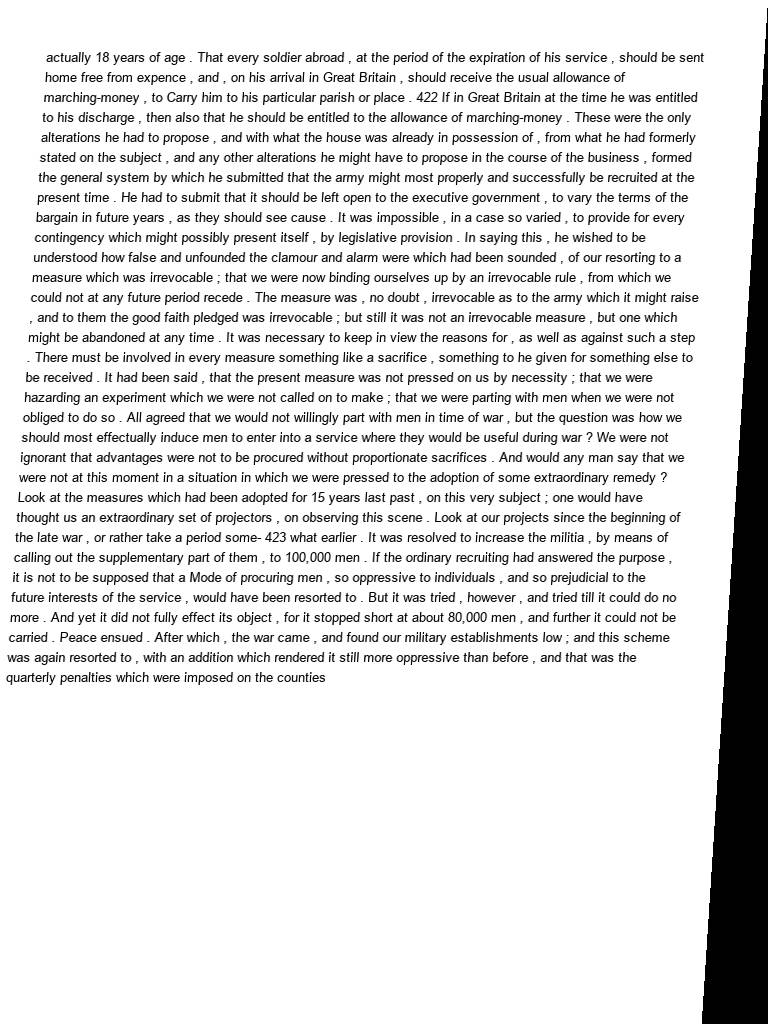 actually 18 years of age . That every soldier abroad , at the period of the expiration of his service , should be sent
home free from expence , and , on his arrival in Great Britain , should receive the usual allowance of
marching-money , to Carry him to his particular parish or place . 422 If in Great Britain at the time he was entitled
to his discharge , then also that he should be entitled to the allowance of marching-money . These were the only
alterations he had to propose , and with what the house was already in possession of , from what he had formerly
stated on the subject , and any other alterations he might have to propose in the course of the business , formed
the general system by which he submitted that the army might most properly and successfully be recruited at the
present time . He had to submit that it should be left open to the executive government , to vary the terms of the
bargain in future years , as they should see cause . It was impossible , in a case so varied , to provide for every
contingency which might possibly present itself , by legislative provision . In saying this , he wished to be
understood how false and unfounded the clamour and alarm were which had been sounded , of our resorting to a
measure which was irrevocable ; that we were now binding ourselves up by an irrevocable rule , from which we
could not at any future period recede . The measure was , no doubt , irrevocable as to the army which it might raise
, and to them the good faith pledged was irrevocable ; but still it was not an irrevocable measure , but one which
might be abandoned at any time . It was necessary to keep in view the reasons for , as well as against such a step
. There must be involved in every measure something like a sacrifice , something to he given for something else to
be received . It had been said , that the present measure was not pressed on us by necessity ; that we were
hazarding an experiment which we were not called on to make ; that we were parting with men when we were not
obliged to do so . All agreed that we would not willingly part with men in time of war , but the question was how we
should most effectually induce men to enter into a service where they would be useful during war ? We were not
ignorant that advantages were not to be procured without proportionate sacrifices . And would any man say that we
were not at this moment in a situation in which we were pressed to the adoption of some extraordinary remedy ?
Look at the measures which had been adopted for 15 years last past , on this very subject ; one would have
thought us an extraordinary set of projectors , on observing this scene . Look at our projects since the beginning of
the late war , or rather take a period some- 423 what earlier . It was resolved to increase the militia , by means of
calling out the supplementary part of them , to 100,000 men . If the ordinary recruiting had answered the purpose ,
it is not to be supposed that a Mode of procuring men , so oppressive to individuals , and so prejudicial to the
future interests of the service , would have been resorted to . But it was tried , however , and tried till it could do no
more . And yet it did not fully effect its object , for it stopped short at about 80,000 men , and further it could not be
carried . Peace ensued . After which , the war came , and found our military establishments low ; and this scheme
was again resorted to , with an addition which rendered it still more oppressive than before , and that was the
quarterly penalties which were imposed on the counties